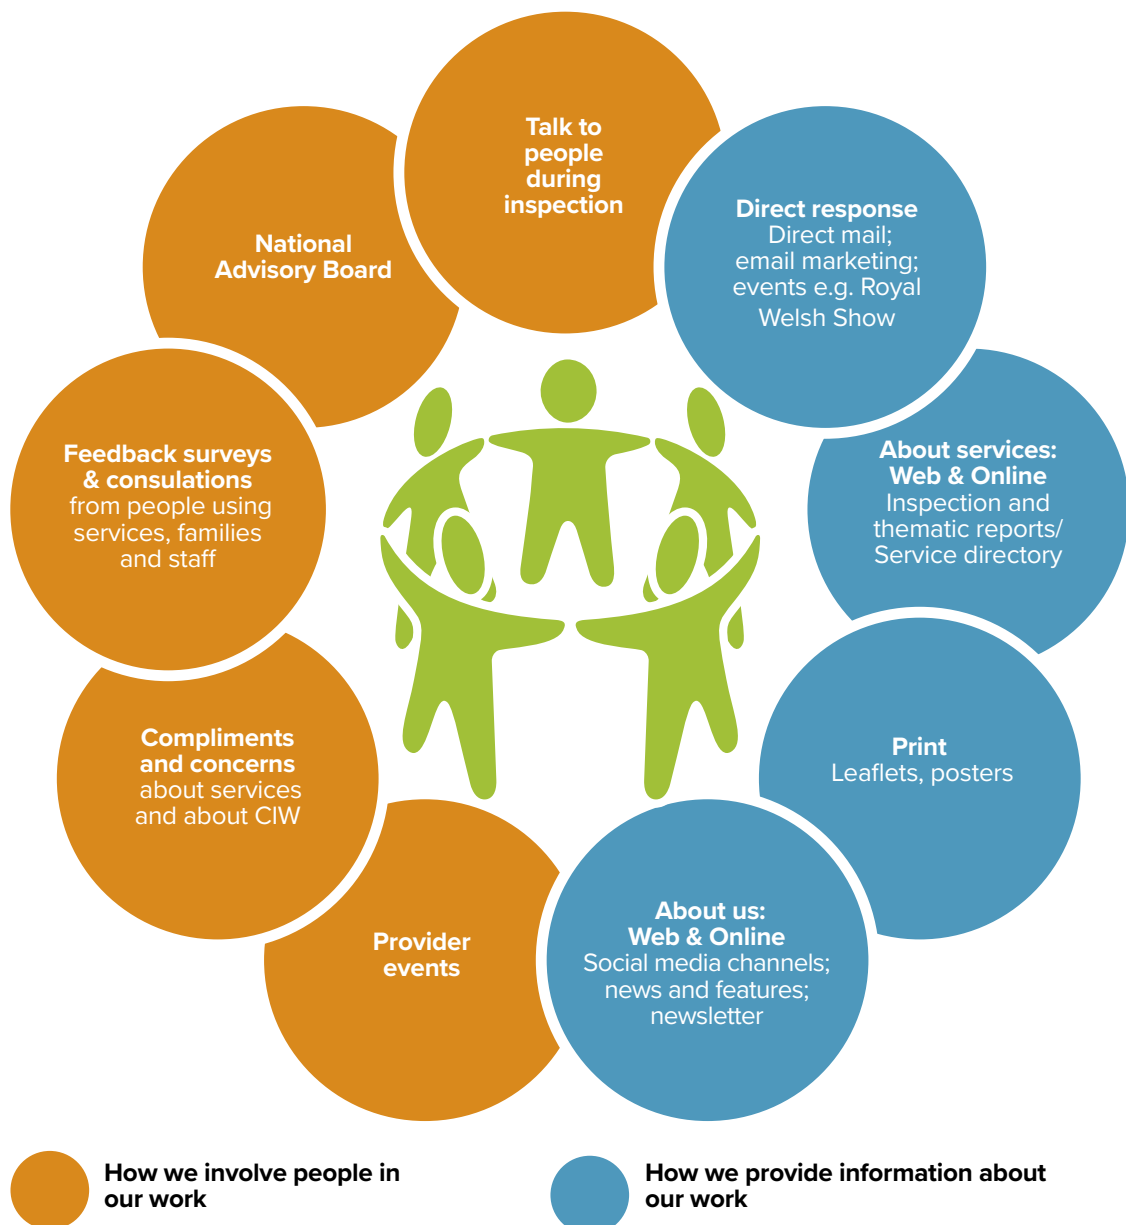 Talk to
people
during
inspection
Direct response
Direct mail;
email marketing;
events e.g. Royal
Welsh Show
About services:
Web & Online
Inspection and
thematic reports/
Service directory
Print
Leaflets, posters
About us:
Web & Online
Social media channels;
news and features;
newsletter
Provider
events
Compliments
and concerns
about services
and about CIW
Feedback surveys
& consulations
from people using
services, families
and staff
National
Advisory Board
How we involve people in
our work
How we provide information about
our work